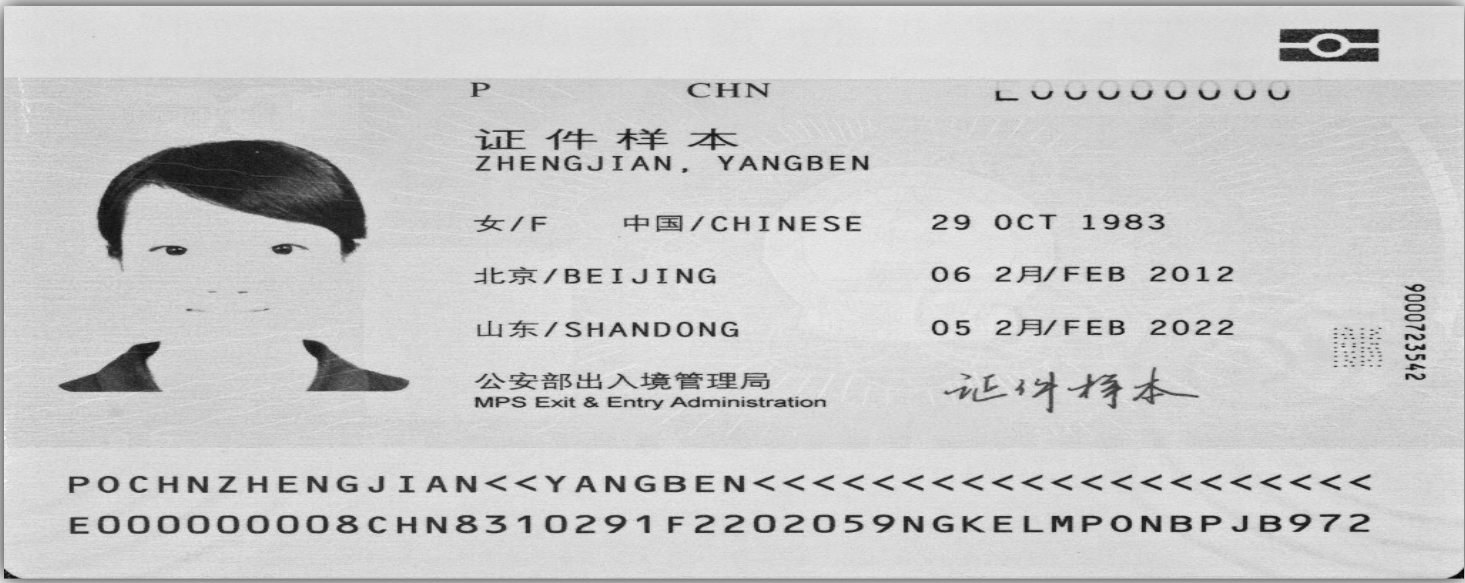 P CHN E00000000
证件样本
ZHENGJIAN, YANGBEN
女/F 中国/CHINESE 29 OCT 1983
北京/BEIJING 06 2月/FEB 2012
山东/SHANDONG 05 2月/FEB 2022
公安部出入境管理局 证件样本
MPS Exit & Entry Administration
9000723542
POCHNZHENGJIAN<<YANGBEN<<<<<<<<<<<<<<<<<<<<<
E000000008CHN8310291F2202059NGKELMPONBPJB972